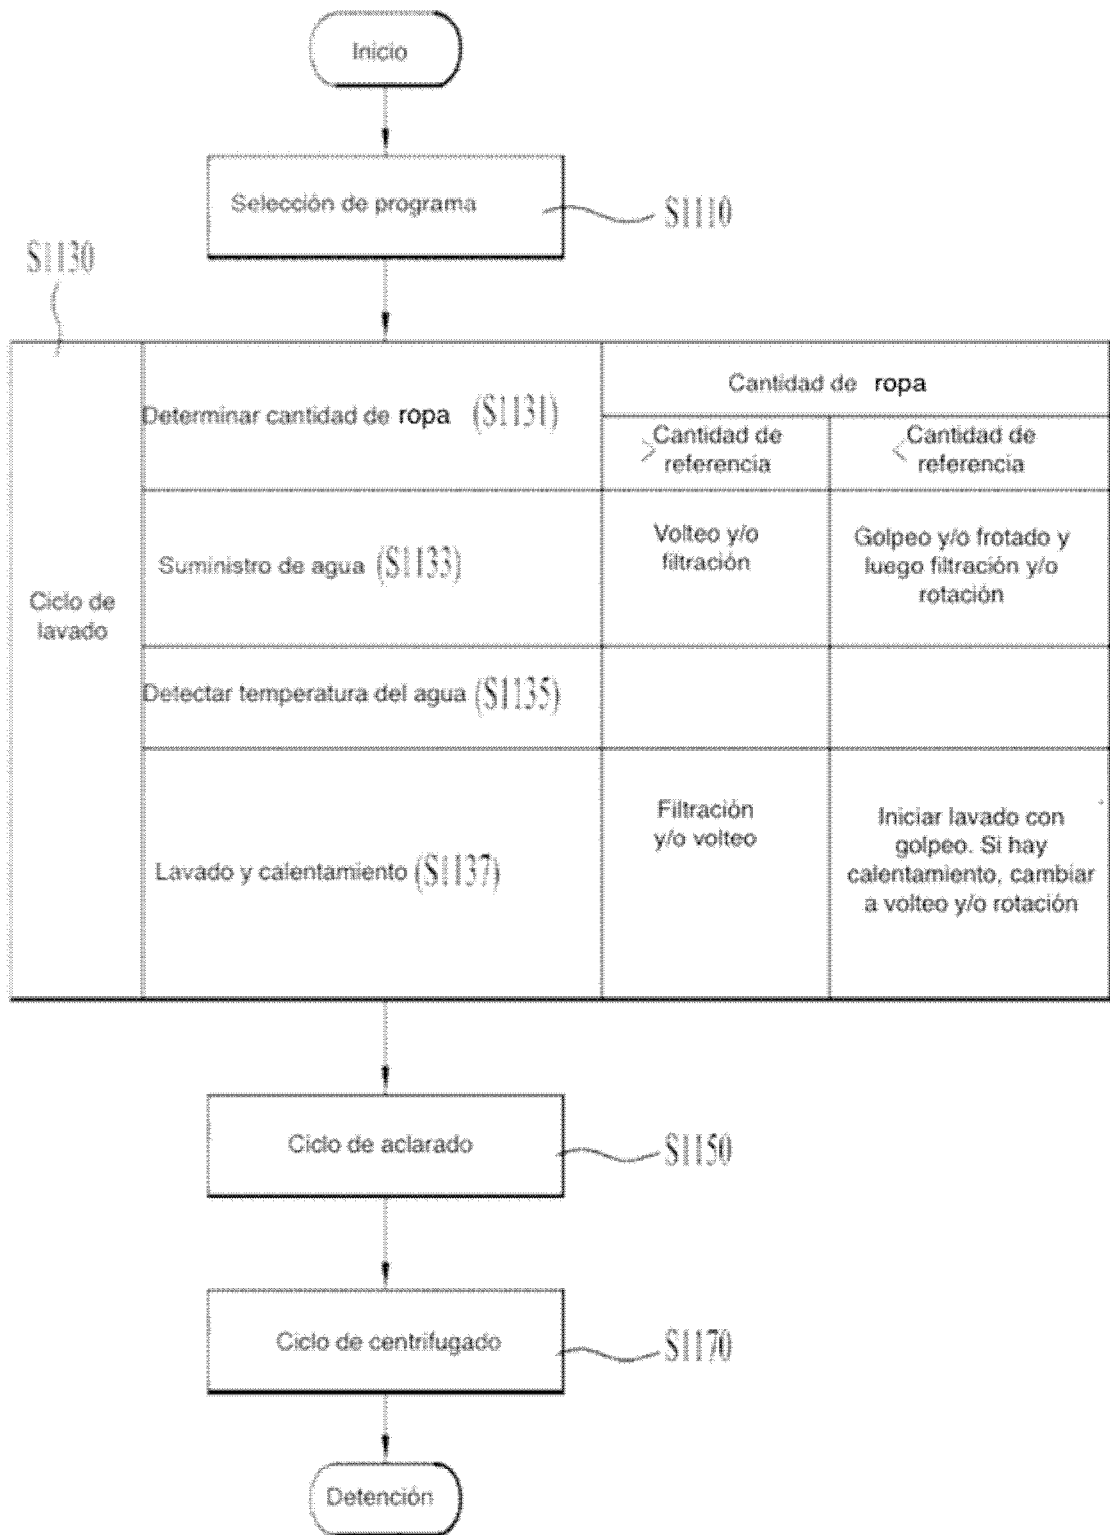 Inicio
Selección de programa
S1110
S1130
Ciclo de
lavado
Determinar cantidad de ropa (S1131)
Cantidad de ropa
> Cantidad de
referencia
< Cantidad de
referencia
Suministro de agua (S1133)
Volteo y/o
filtración
Golpeo y/o frotado y
luego filtración y/o
rotación
Detectar temperatura del agua (S1135)
Lavado y calentamiento (S1137)
Filtración
y/o volteo
Iniciar lavado con
golpeo. Si hay
calentamiento, cambiar
a volteo y/o rotación
Ciclo de aclarado
S1150
Ciclo de centrifugado
S1170
Detención